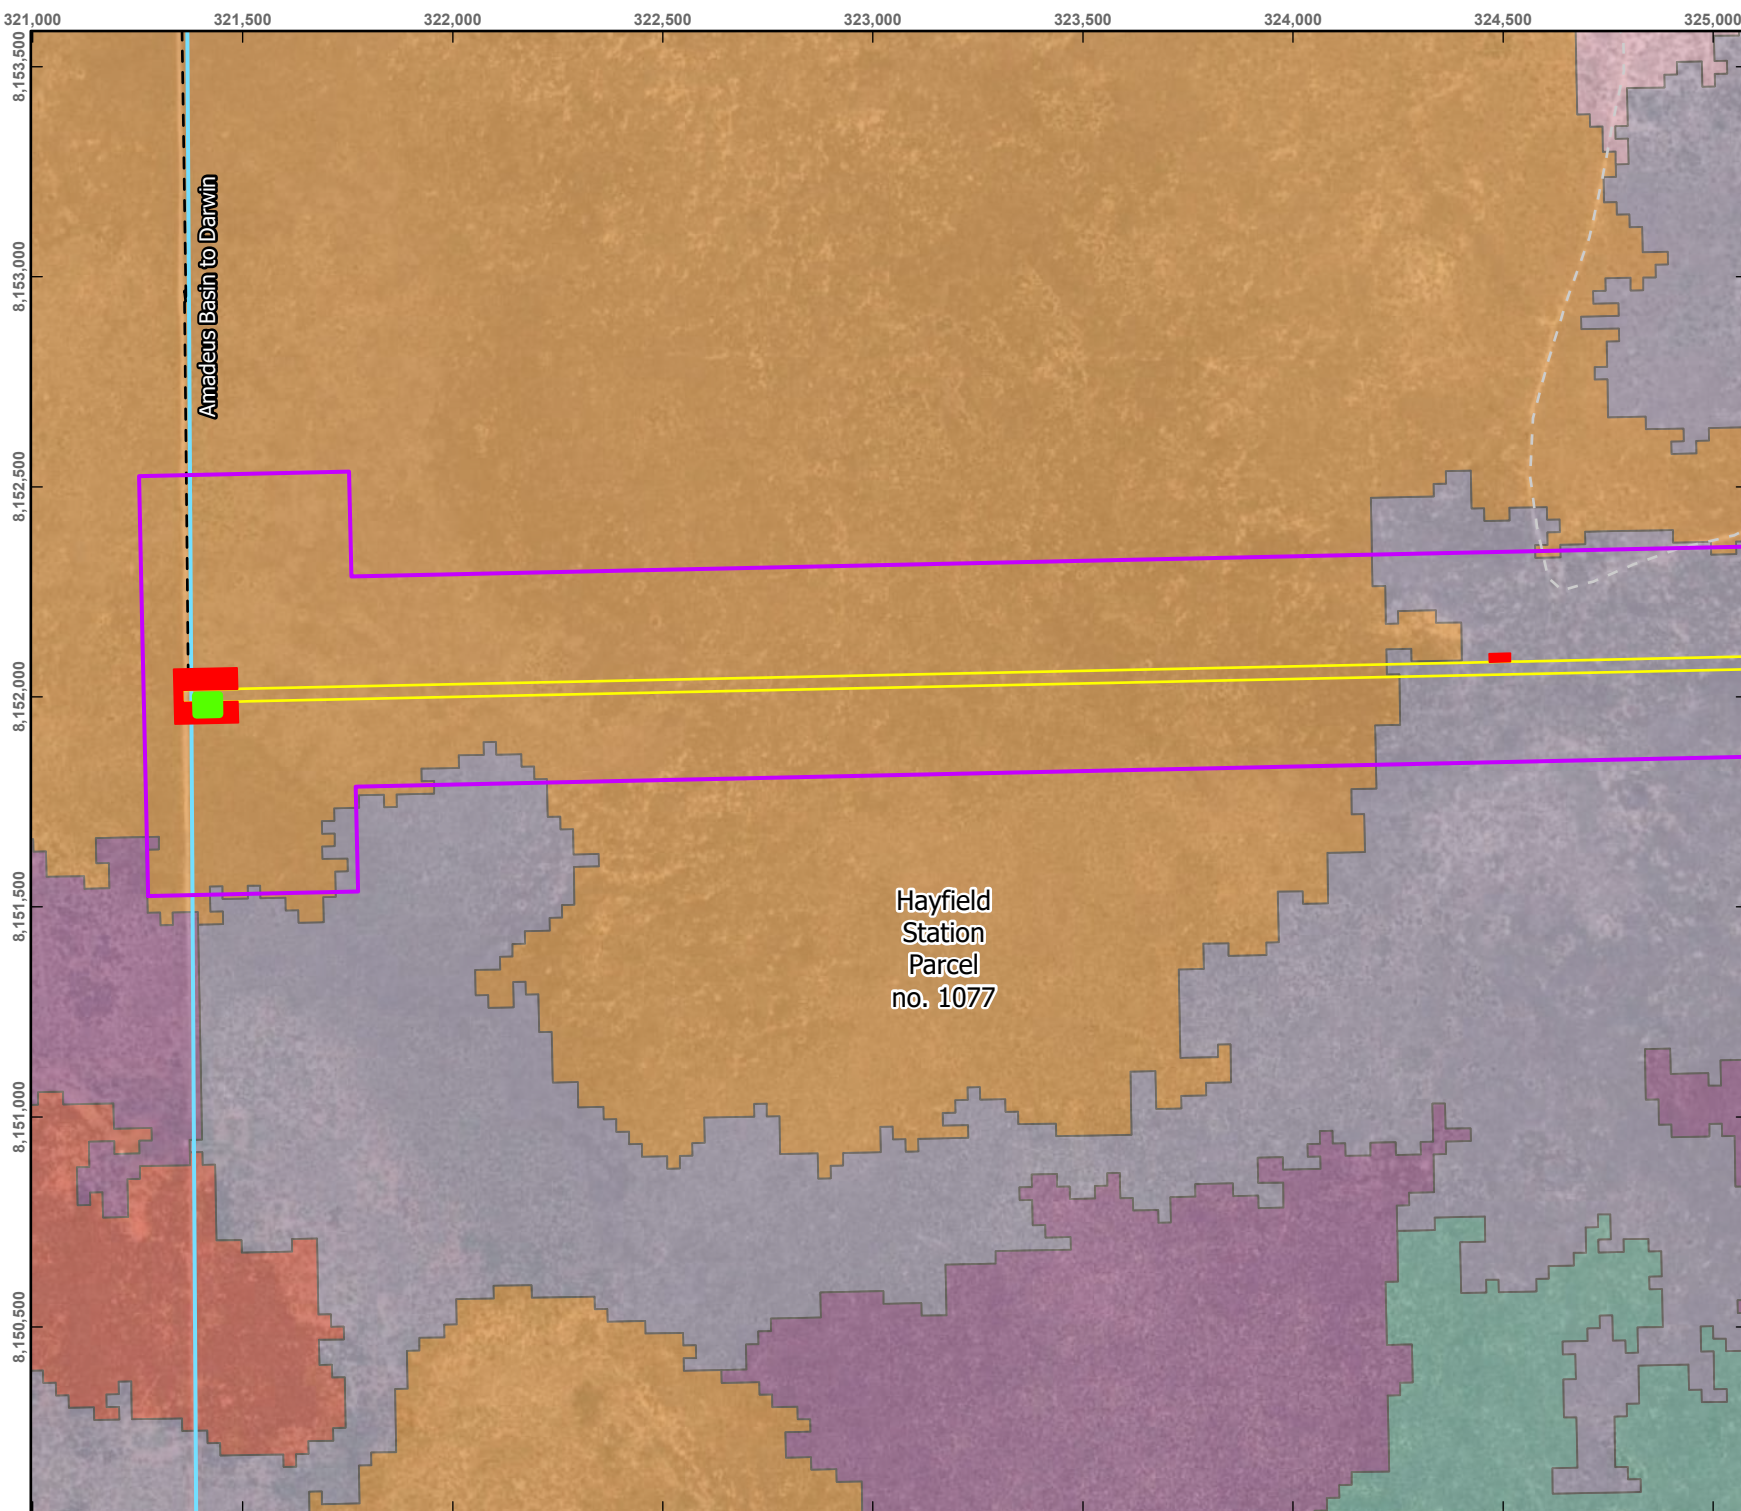 321,000 321,500 322,000 322,500 323,000 323,500 324,000 324,500 325,000
8,153,500
8,153,000
8,152,500
8,152,000
8,151,500
8,151,000
8,150,500
Amadeus Basin to Darwin
Hayfield
Station
Parcel
no. 1077